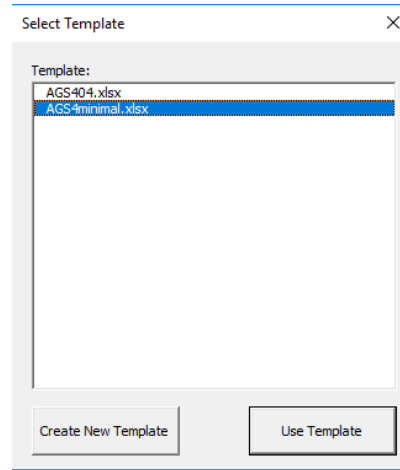 Select Template
Template:
AGS404.xlsx
AGS4minimal.xlsx
Create New Template
Use Template